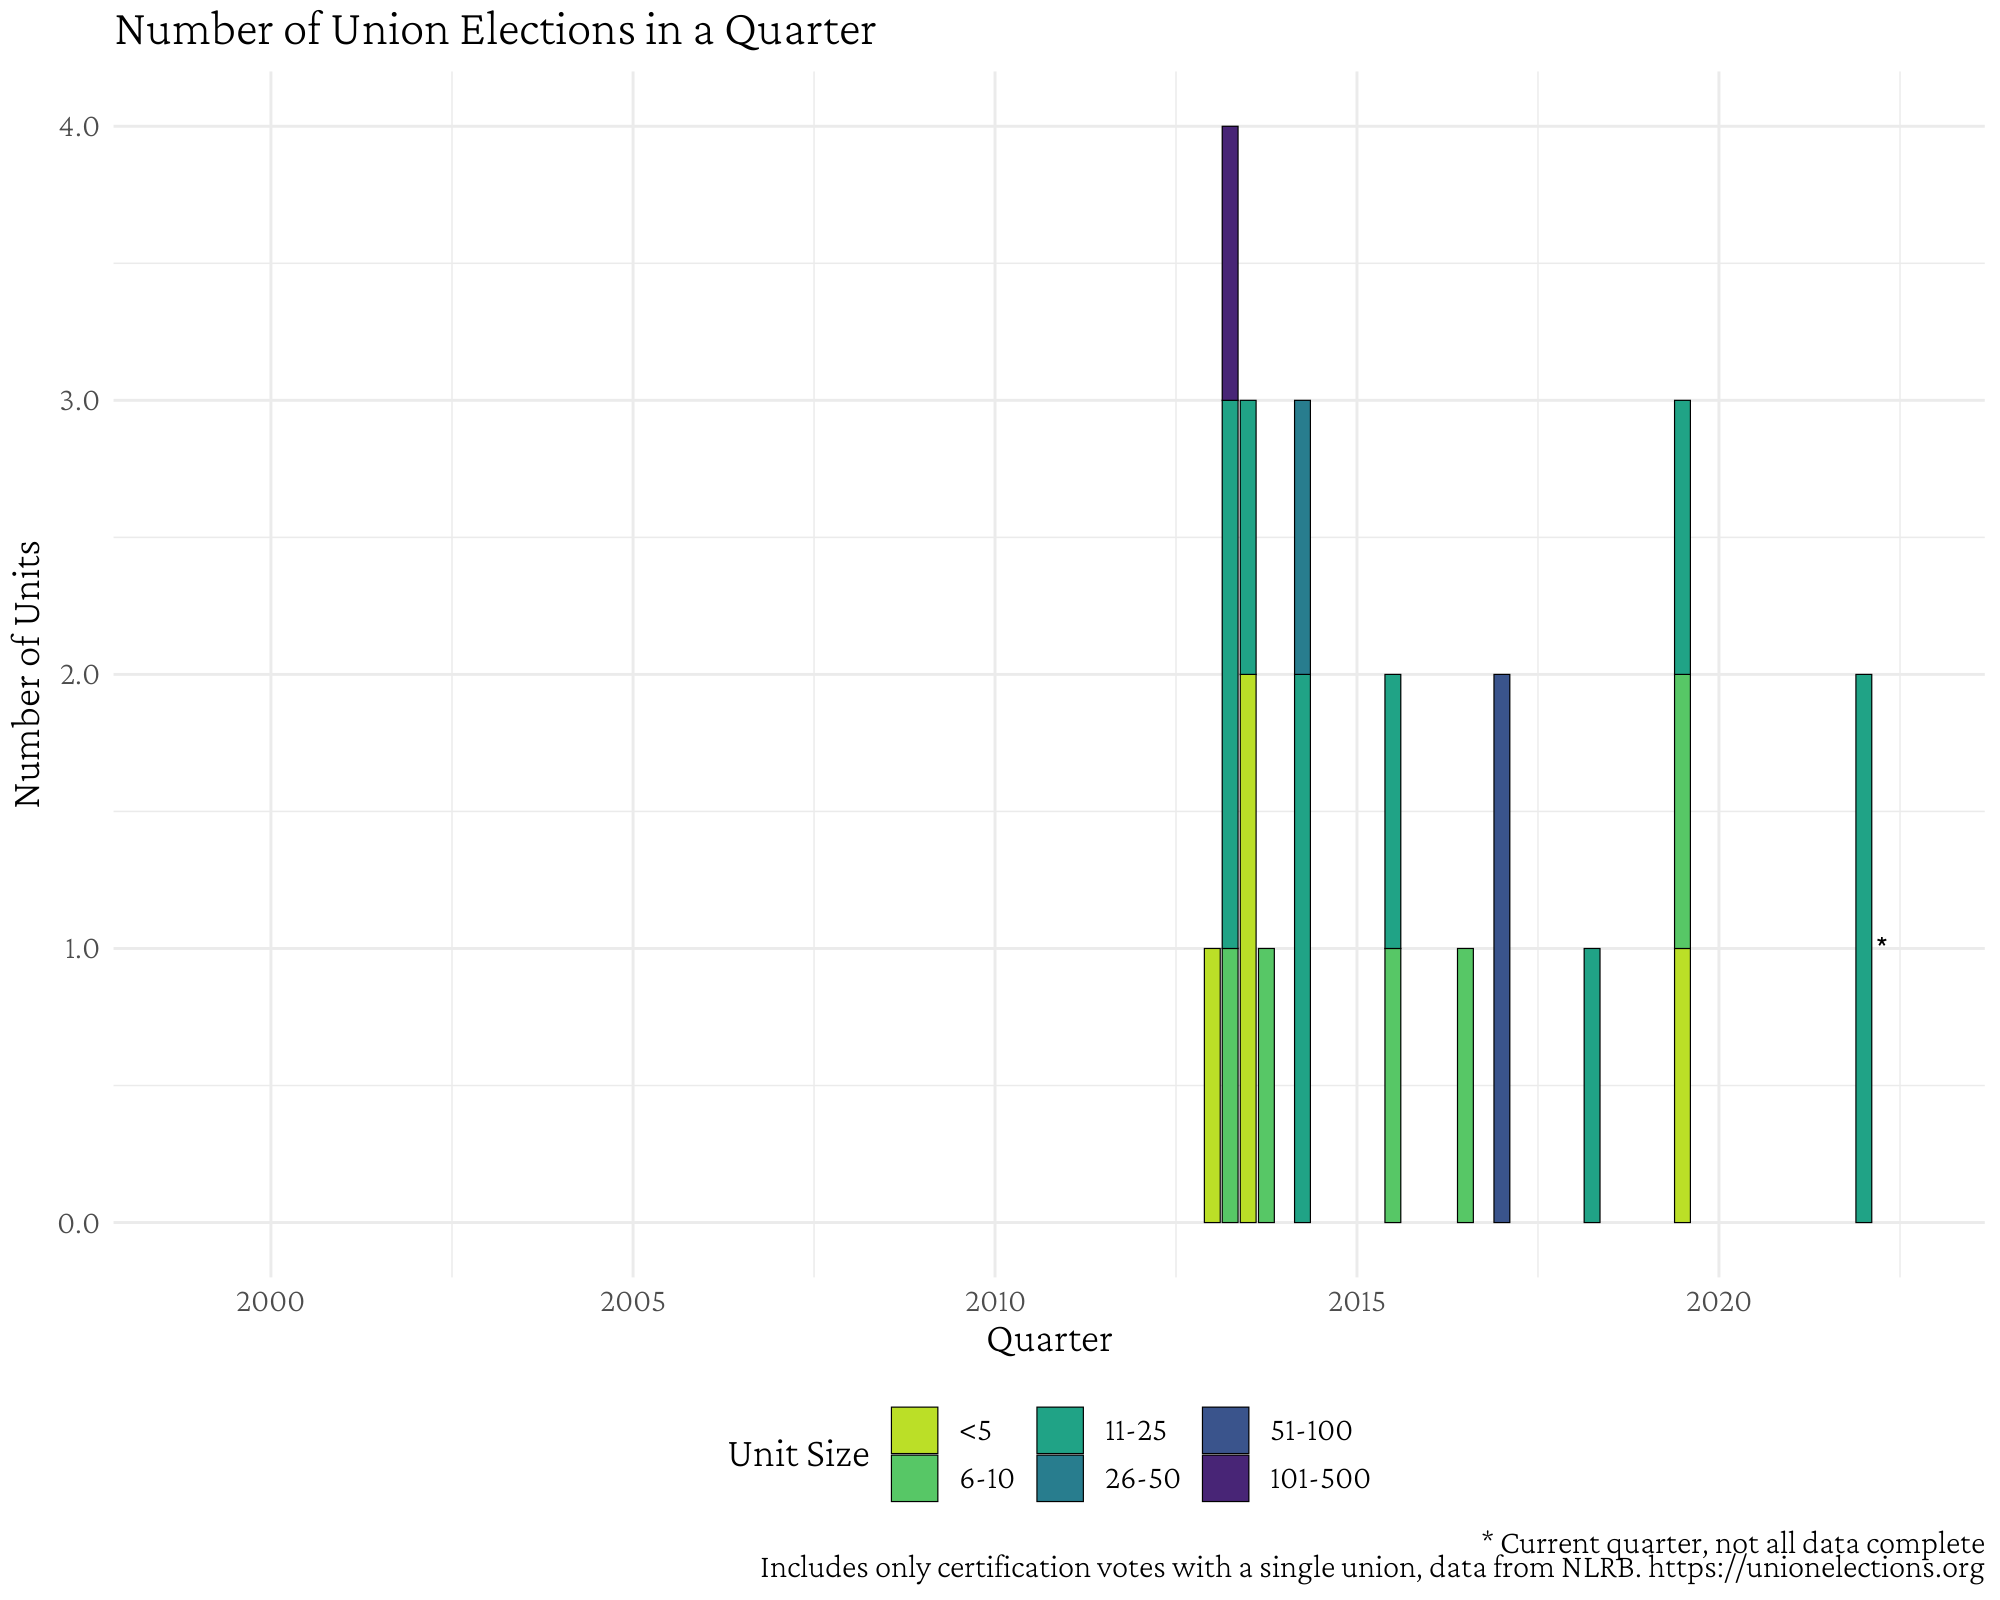 Number of Union Elections in a Quarter
Number of Units
4.0
3.0
2.0
1.0
0.0
*
2000 2005 2010 2015 2020
Quarter
Unit Size
<5 11-25 51-100
6-10 26-50 101-500
* Current quarter, not all data complete
Includes only certification votes with a single union, data from NLRB. https://unionelections.org